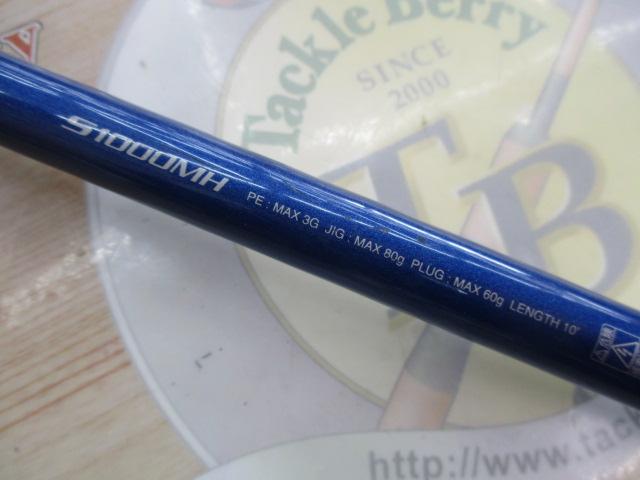 Tackle Berry
SINCE
2000
TB
S1000MH
PE : MAX 3G JIG : MAX 80g PLUG : MAX 60g LENGTH 10'
http://www.tack